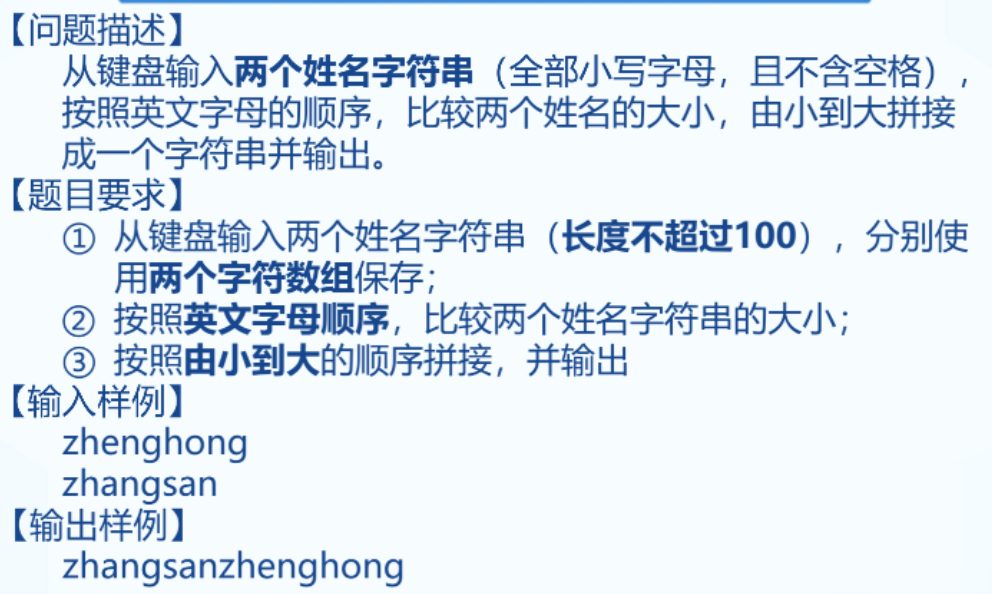 【问题描述】
从键盘输入两个姓名字符串（全部小写字母，且不含空格），
按照英文字母的顺序，比较两个姓名的大小，由小到大拼接
成一个字符串并输出。
【题目要求】
① 从键盘输入两个姓名字符串（长度不超过100），分别使
用两个字符数组保存；
② 按照英文字母顺序，比较两个姓名字符串的大小；
③ 按照由小到大的顺序拼接，并输出
【输入样例】
zhenghong
zhangsan
【输出样例】
zhangsanzhenghong